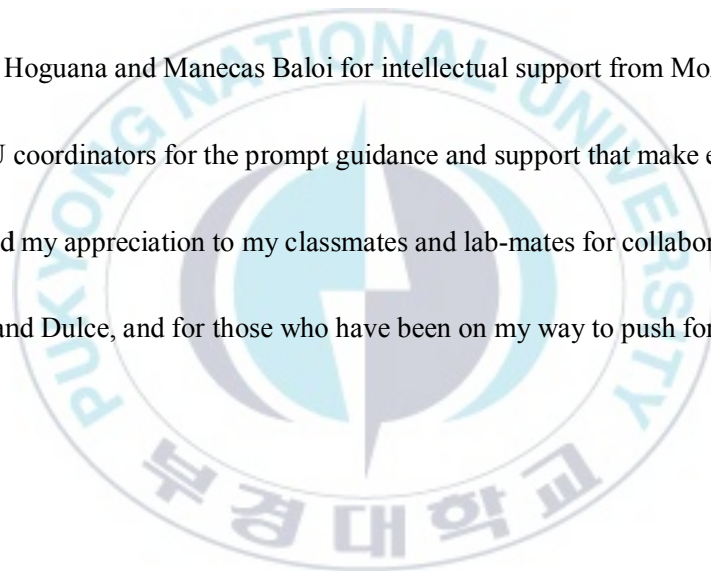 Hoguana and Manecas Baloi for intellectual support from Mo
coordinators for the prompt guidance and support that make
d my appreciation to my classmates and lab-mates for collabor
and Dulce, and for those who have been on my way to push for
PUKYONG NATIONAL UNIVERSITY
부경대학교